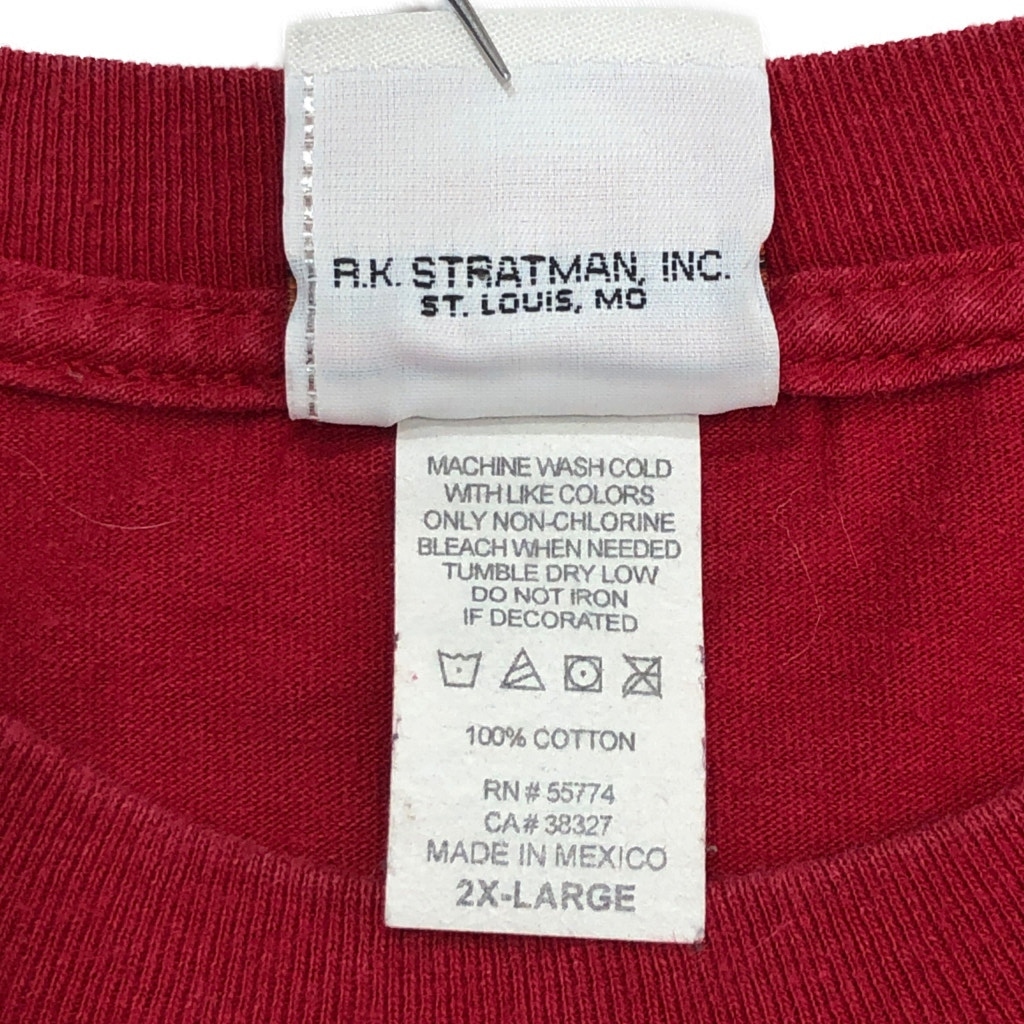 R.K. STRATMAN, INC.
ST. LOUIS, MO
MACHINE WASH COLD
WITH LIKE COLORS
ONLY NON-CHLORINE
BLEACH WHEN NEEDED
TUMBLE DRY LOW
DO NOT IRON
IF DECORATED
100% COTTON
RN # 55774
CA # 38327
MADE IN MEXICO
2X-LARGE